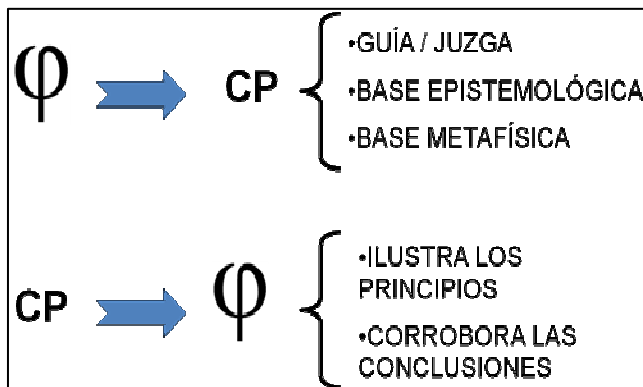 φ CP
•GUÍA / JUZGA
•BASE EPISTEMOLÓGICA
•BASE METAFÍSICA
CP φ
•ILUSTRA LOS
PRINCIPIOS
•CORROBORA LAS
CONCLUSIONES